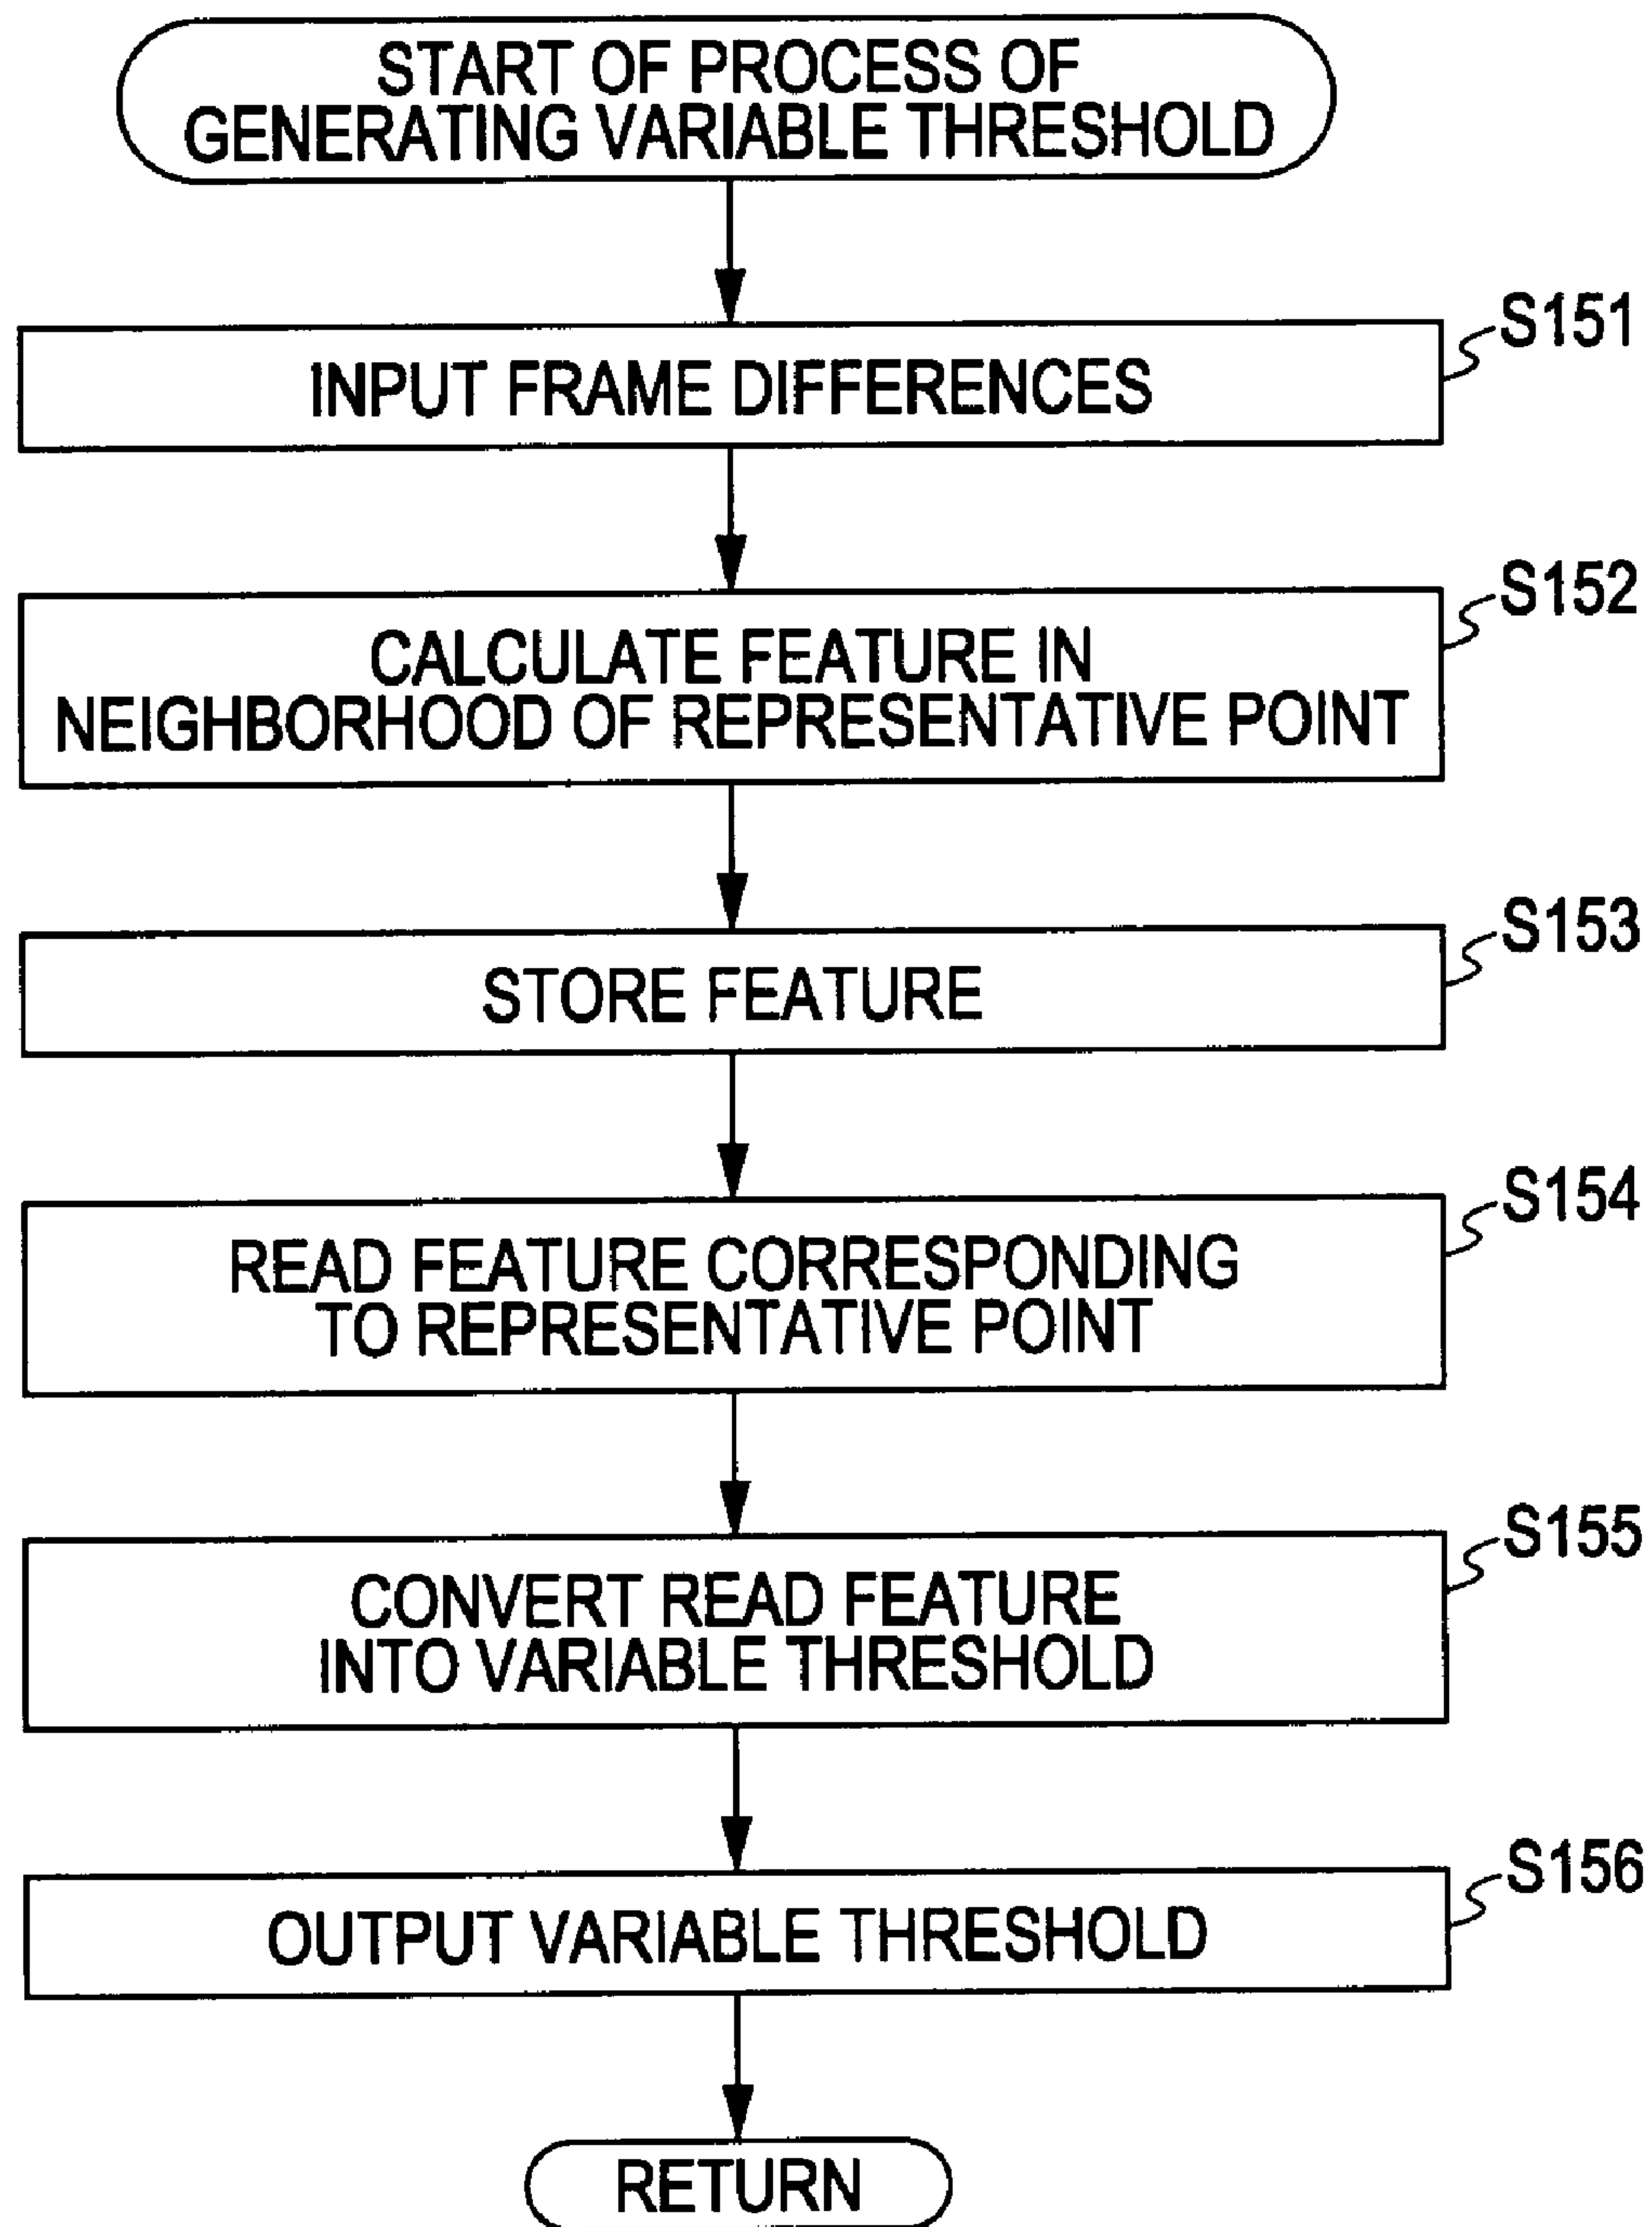 START OF PROCESS OF
GENERATING VARIABLE THRESHOLD
S151
INPUT FRAME DIFFERENCES
S152
CALCULATE FEATURE IN
NEIGHBORHOOD OF REPRESENTATIVE POINT
S153
STORE FEATURE
S154
READ FEATURE CORRESPONDING
TO REPRESENTATIVE POINT
S155
CONVERT READ FEATURE
INTO VARIABLE THRESHOLD
S156
OUTPUT VARIABLE THRESHOLD
RETURN